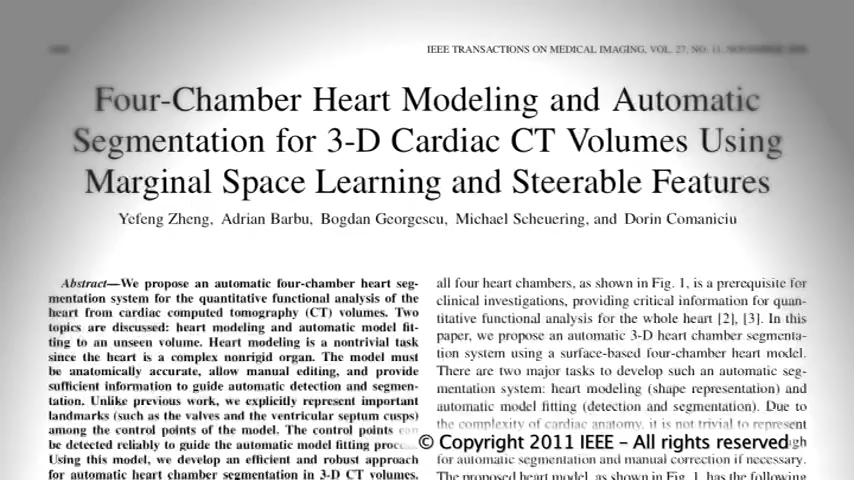 IEEE TRANSACTIONS ON MEDICAL IMAGING, VOL. 27, NO. 11, NOVEMBER
Four-Chamber Heart Modeling and Automatic
Segmentation for 3-D Cardiac CT Volumes Using
Marginal Space Learning and Steerable Features
Yefeng Zheng, Adrian Barbu, Bogdan Georgescu, Michael Scheuering, and Dorin Comaniciu
Abstract—We propose an automatic four-chamber heart seg-
mentation system for the quantitative functional analysis of the
heart from cardiac computed tomography (CT) volumes. Two
topics are discussed: heart modeling and automatic model fit-
ting to an unseen volume. Heart modeling is a nontrivial task
since the heart is a complex nonrigid organ. The model must
be anatomically accurate, allow manual editing, and provide
sufficient information to guide automatic detection and segmen-
tation. Unlike previous work, we explicitly represent important
landmarks (such as the valves and the ventricular septum cusps)
among the control points of the model. The control points can
be detected reliably to guide the automatic model fitting
Using this model, we develop an efficient and robust approach
for automatic heart chamber segmentation in 3-D CT volumes.
all four heart chambers, as shown in Fig. 1, is a prerequisite for
clinical investigations, providing critical information for quan-
titative functional analysis for the whole heart [2], [3]. In this
paper, we propose an automatic 3-D heart chamber segmenta-
tion system using a surface-based four-chamber heart model.
There are two major tasks to develop such an automatic seg-
mentation system: heart modeling (shape representation) and
automatic model fitting (detection and segmentation). Due to
the complexity of cardiac anatomy, it is not trivial to represent
© Copyright 2011 IEEE – All rights reserved
for automatic segmentation and manual correction if necessary.
The proposed heart model, as shown in Fig. 1, has the following